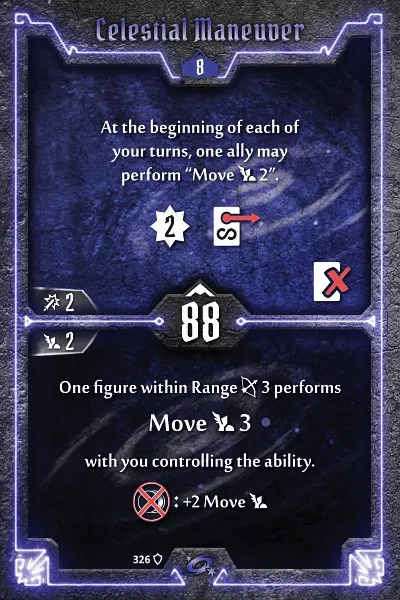 Celestial Maneuver
8
At the beginning of each of
your turns, one ally may
perform “Move 2”.
2
2
88
2
One figure within Range 3 performs
Move 3
with you controlling the ability.
: +2 Move
326